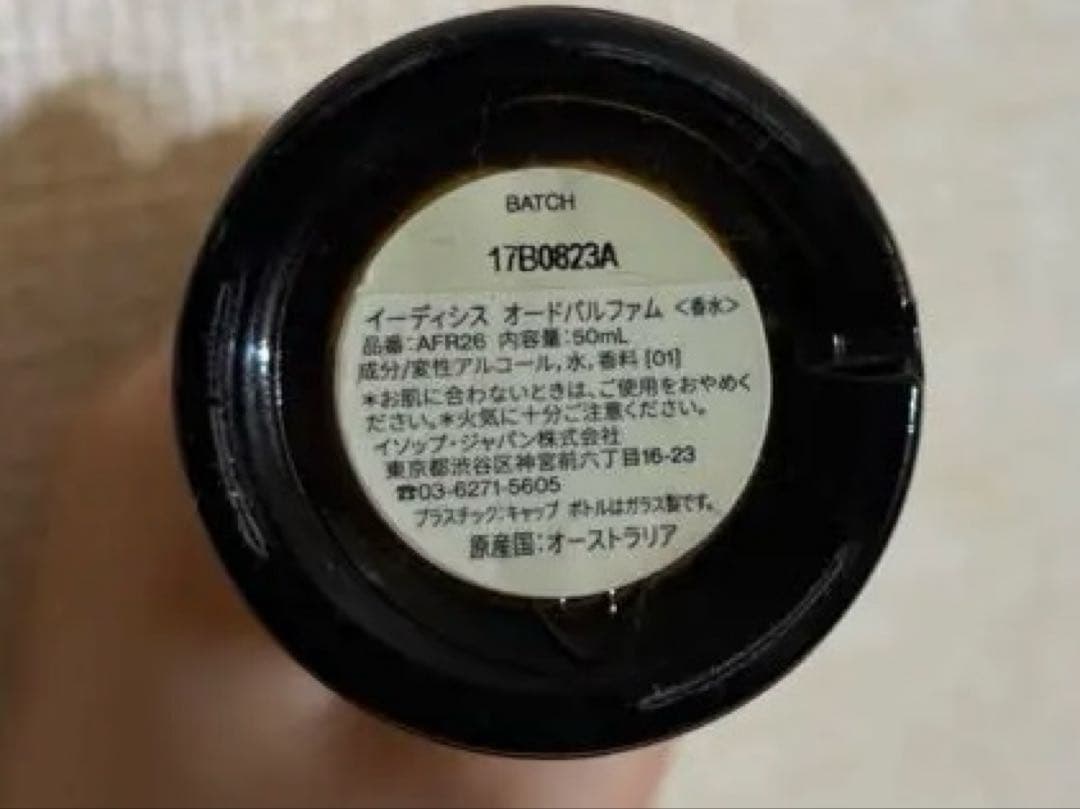 BATCH
17B0823A
イーディシス オードパルファム <香水>
品番:AFR26 内容量:50mL
成分/変性アルコール,水,香料 [01]
*お肌に合わないときは、ご使用をおやめく
ださい。*火気に十分ご注意ください。
イソップ・ジャパン株式会社
東京都渋谷区神宮前六丁目16-23
☎03-6271-5605
プラスチック:キャップ ボトルはガラス製です。
原産国:オーストラリア